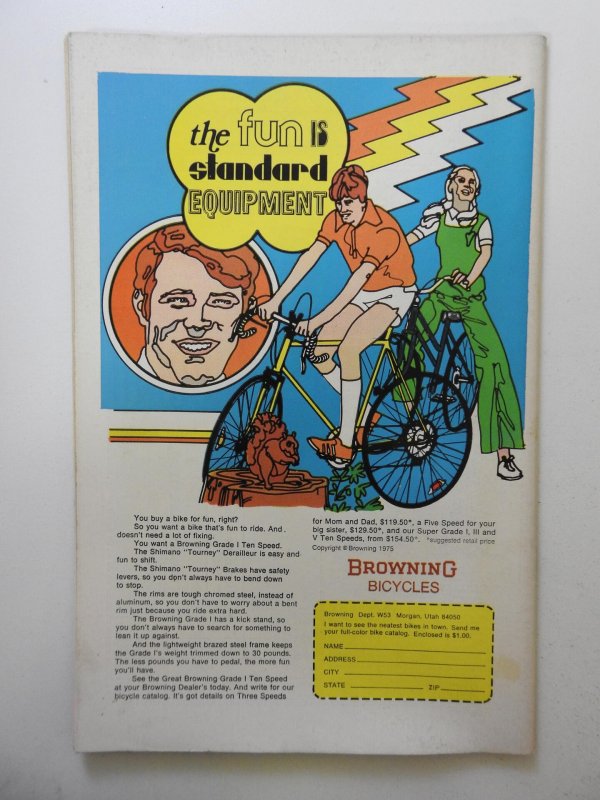 the fun IS
standard
EQUIPMENT
You buy a bike for fun, right?
So you want a bike that's fun to ride. And
doesn't need a lot of fixing.
You want a Browning Grade I Ten Speed.
The Shimano "Tourney" Derailleur is easy and
fun to shift.
The Shimano "Tourney" Brakes have safety
levers, so you dpn't always have to bend down
to stop.
The rims are tough chromed steel, instead of
aluminum, so you don't have to worry about a bent
rim just because you ride extra hard.
The Browning Grade I has a kick stand, so
you don't always have to search for something to
lean it up against.
And the lightweight brazed steel frame keeps
the Grade I's weight trimmed down to 30 pounds.
The less pounds you have to pedal, the more fun
you'll have.
See the Great Browning Grade I Ten Speed
at your Browning Dealer's today. And write for our
bicycle catalog. It's got details on Three Speeds
for Mom and Dad, $119.50*, a Five Speed for your
big sister, $129.50*, and our Super Grade I, III and
V Ten Speeds, from $154.50*. *suggested retail price
Copyright © Browning 1975
BROWNING
BICYCLES
Browning Dept. W53 Morgan, Utah 84050
I want to see the neatest bikes in town. Send me
your full-color bike catalog. Enclosed is $1.00.
NAME
ADDRESS
CITY
STATE ZIP